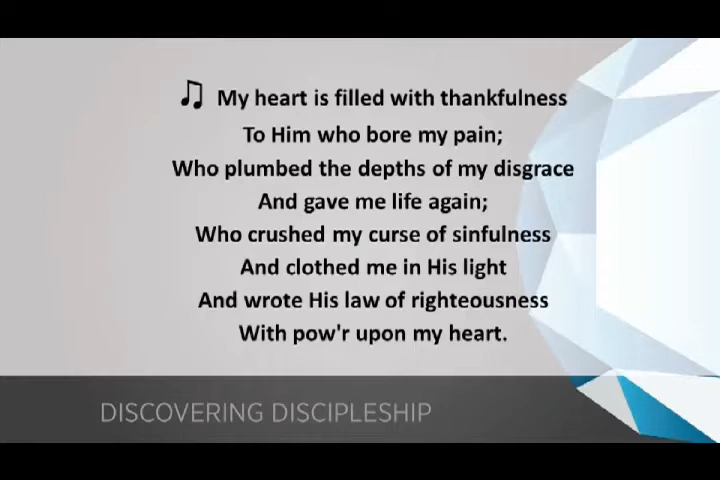 ♫ My heart is filled with thankfulness
To Him who bore my pain;
Who plumbed the depths of my disgrace
And gave me life again;
Who crushed my curse of sinfulness
And clothed me in His light
And wrote His law of righteousness
With pow'r upon my heart.
DISCOVERING DISCIPLESHIP